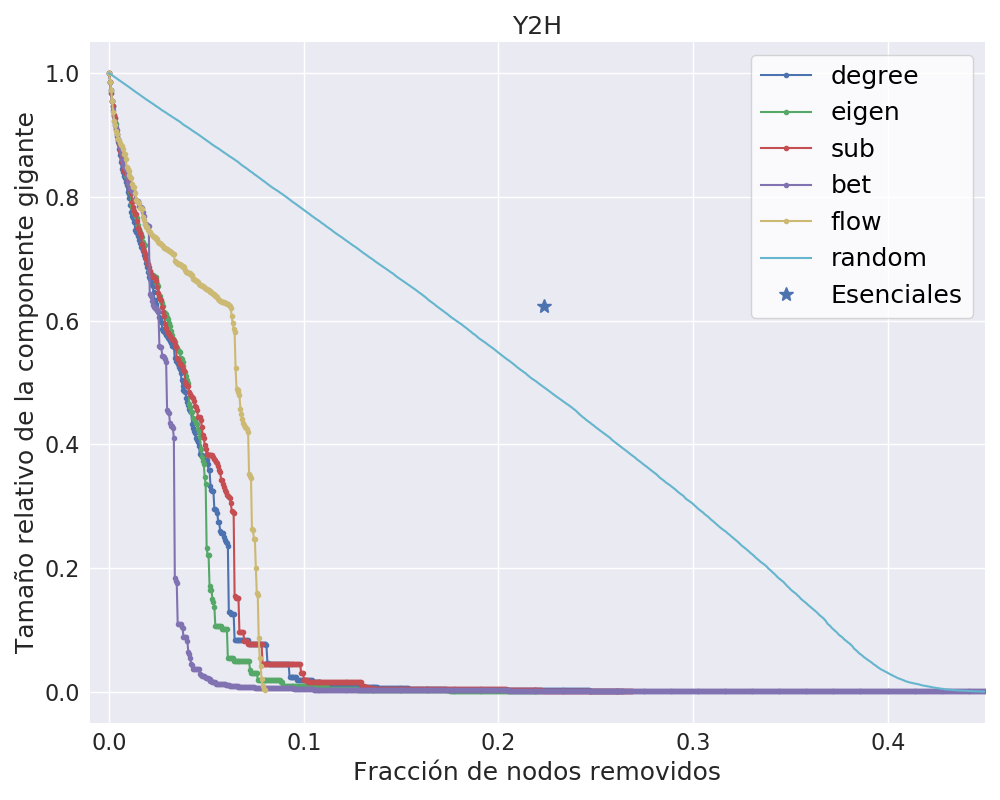 Y2H
Tamaño relativo de la componente gigante
1.0
0.8
0.6
0.4
0.2
0.0
degree
eigen
sub
bet
flow
random
Esenciales
0.0 0.1 0.2 0.3 0.4
Fracción de nodos removidos